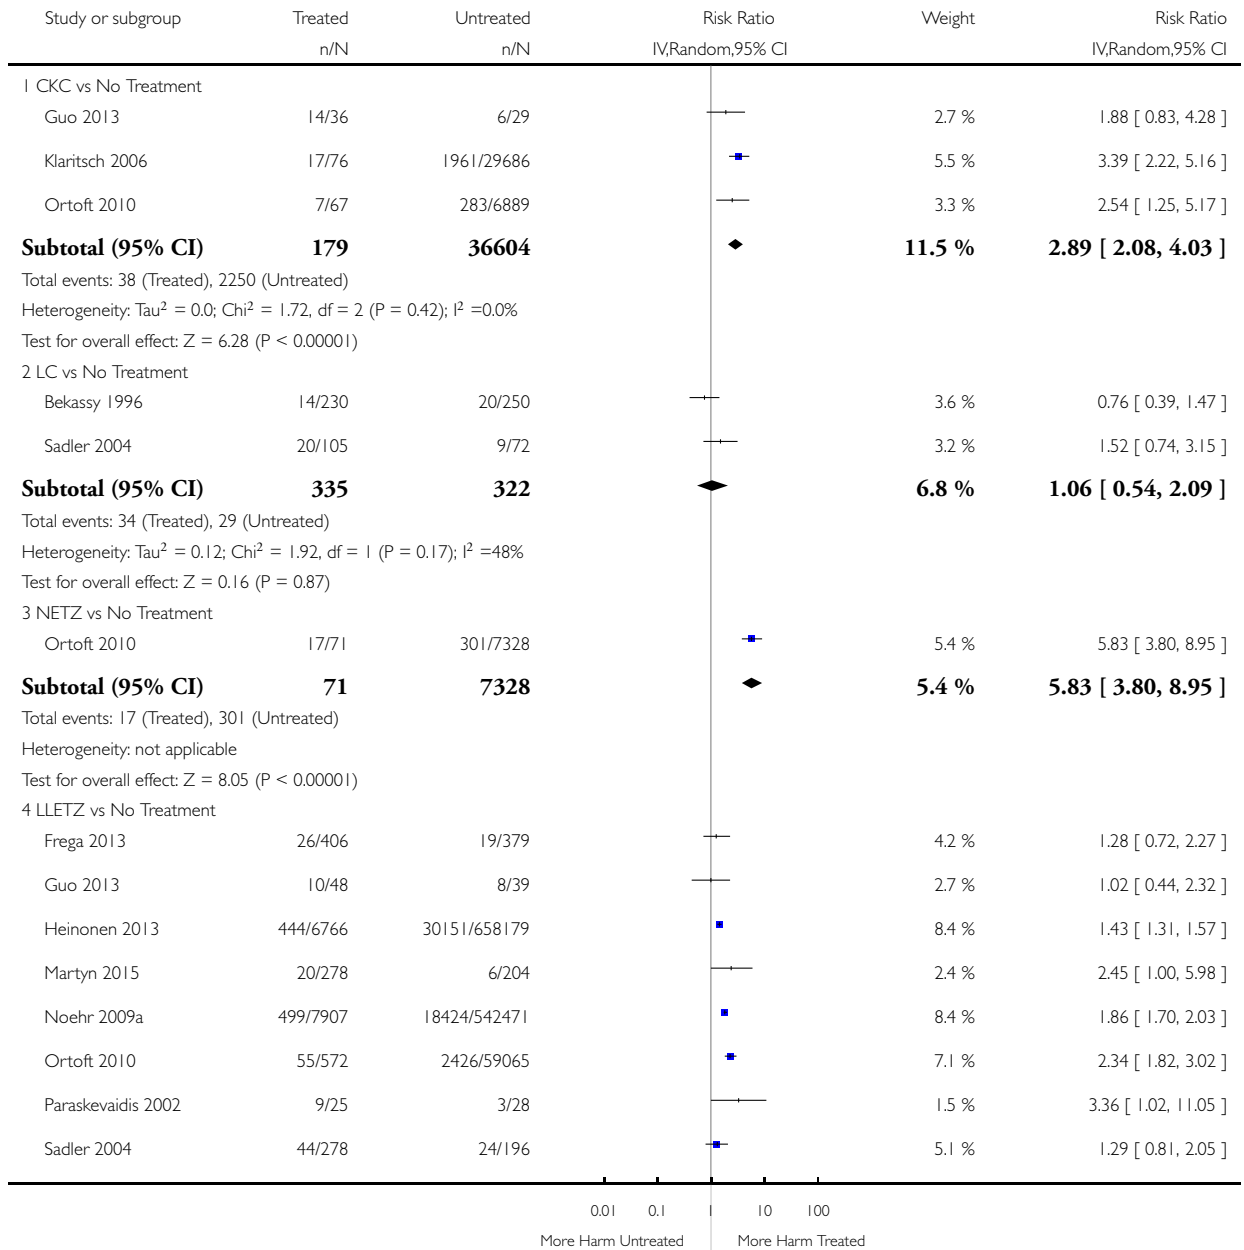 Study or subgroup Treated Untreated Risk Ratio Weight Risk Ratio
n/N n/N IV,Random,95% CI IV,Random,95% CI
1 CKC vs No Treatment
Guo 2013 14/36 6/29 2.7 % 1.88 [ 0.83, 4.28 ]
Klaritsch 2006 17/76 1961/29686 5.5 % 3.39 [ 2.22, 5.16 ]
Ortoft 2010 7/67 283/6889 3.3 % 2.54 [ 1.25, 5.17 ]
Subtotal (95% CI) 179 36604 11.5 % 2.89 [ 2.08, 4.03 ]
Total events: 38 (Treated), 2250 (Untreated)
Heterogeneity: Tau² = 0.0; Chi² = 1.72, df = 2 (P = 0.42); I² =0.0%
Test for overall effect: Z = 6.28 (P < 0.00001)
2 LC vs No Treatment
Bekassy 1996 14/230 20/250 3.6 % 0.76 [ 0.39, 1.47 ]
Sadler 2004 20/105 9/72 3.2 % 1.52 [ 0.74, 3.15 ]
Subtotal (95% CI) 335 322 6.8 % 1.06 [ 0.54, 2.09 ]
Total events: 34 (Treated), 29 (Untreated)
Heterogeneity: Tau² = 0.12; Chi² = 1.92, df = 1 (P = 0.17); I² =48%
Test for overall effect: Z = 0.16 (P = 0.87)
3 NETZ vs No Treatment
Ortoft 2010 17/71 301/7328 5.4 % 5.83 [ 3.80, 8.95 ]
Subtotal (95% CI) 71 7328 5.4 % 5.83 [ 3.80, 8.95 ]
Total events: 17 (Treated), 301 (Untreated)
Heterogeneity: not applicable
Test for overall effect: Z = 8.05 (P < 0.00001)
4 LLETZ vs No Treatment
Frega 2013 26/406 19/379 4.2 % 1.28 [ 0.72, 2.27 ]
Guo 2013 10/48 8/39 2.7 % 1.02 [ 0.44, 2.32 ]
Heinonen 2013 444/6766 30151/658179 8.4 % 1.43 [ 1.31, 1.57 ]
Martyn 2015 20/278 6/204 2.4 % 2.45 [ 1.00, 5.98 ]
Noehr 2009a 499/7907 18424/542471 8.4 % 1.86 [ 1.70, 2.03 ]
Ortoft 2010 55/572 2426/59065 7.1 % 2.34 [ 1.82, 3.02 ]
Paraskevaidis 2002 9/25 3/28 1.5 % 3.36 [ 1.02, 11.05 ]
Sadler 2004 44/278 24/196 5.1 % 1.29 [ 0.81, 2.05 ]
0.01 0.1 1 10 100
More Harm Untreated More Harm Treated